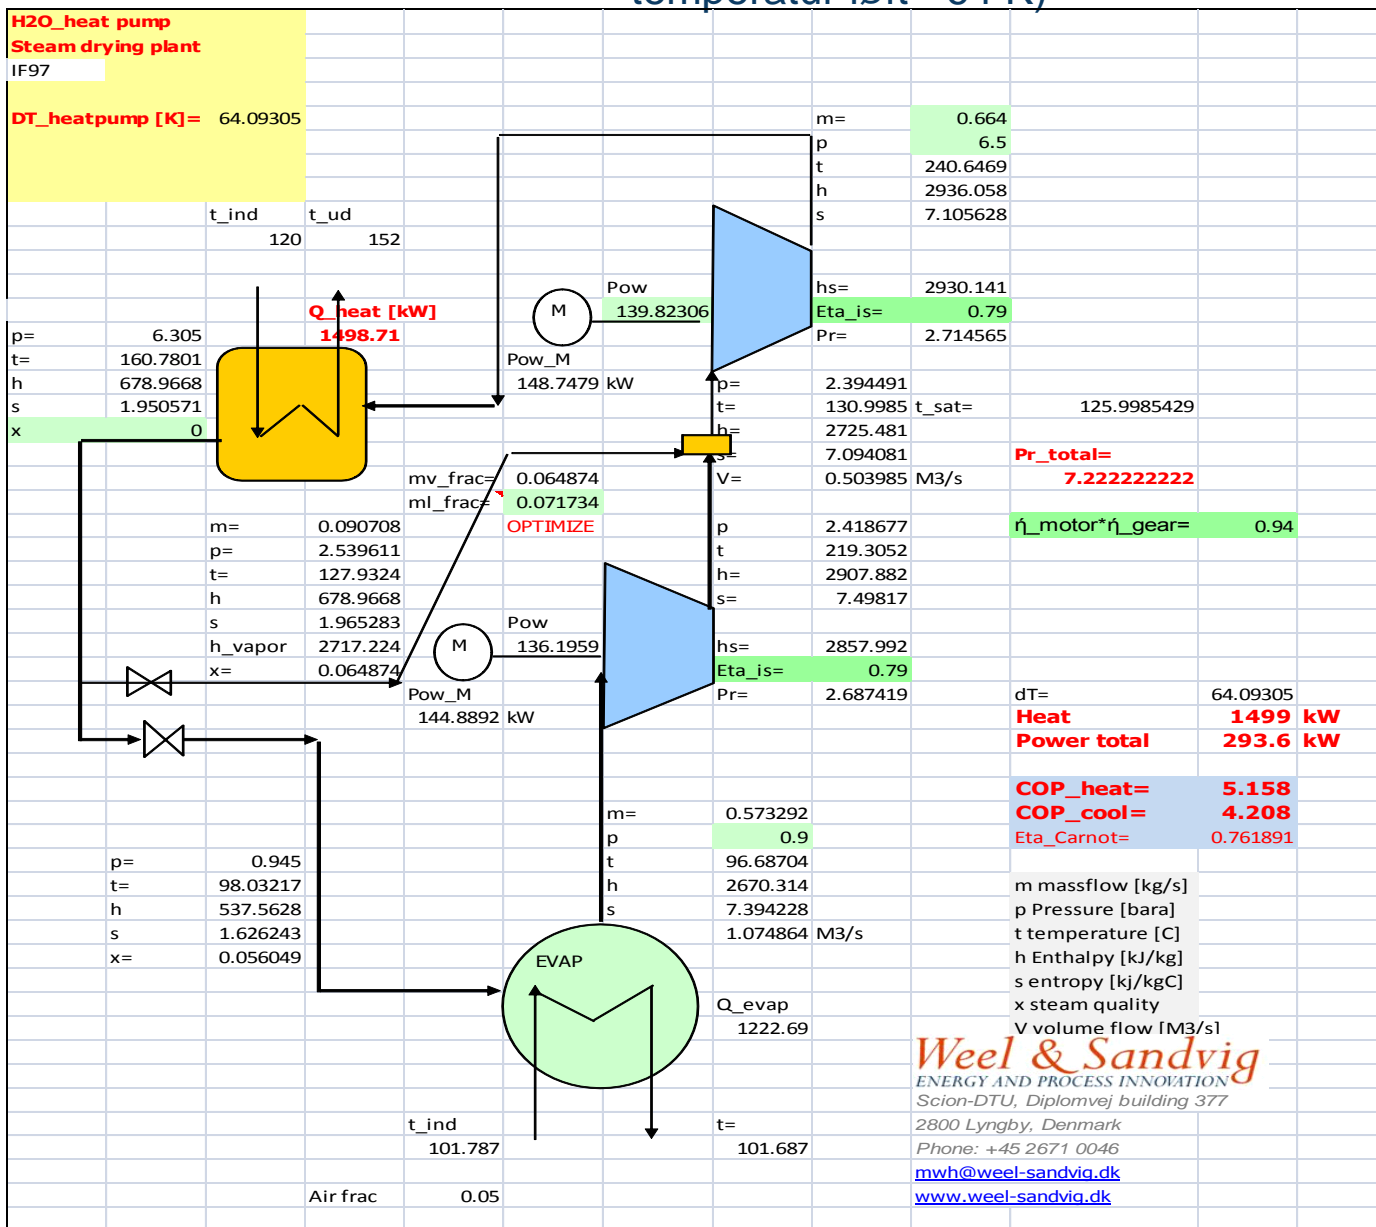 temperaturløft= 64 K)
H2O_heat pump
Steam drying plant
IF97
DT_heatpump [K]= 64.09305
m= 0.664
p 6.5
t 240.6469
h 2936.058
s 7.105628
t_ind t_ud
120 152
Pow hs= 2930.141
Q_heat [kW] M 139.82306 Eta_is= 0.79
p= 6.305 1498.71 Pr= 2.714565
t= 160.7801 Pow_M
h 678.9668 148.7479 kW p= 2.394491
s 1.950571 t= 130.9985 t_sat= 125.9985429
x 0 h= 2725.481
s= 7.094081 Pr_total=
mv_frac= 0.064874 V= 0.503985 M3/s 7.222222222
ml_frac= 0.071734
m= 0.090708 OPTIMIZE p 2.418677 ή_motor*ή_gear= 0.94
p= 2.539611 t 219.3052
t= 127.9324 h= 2907.882
h 678.9668 s= 7.49817
s 1.965283 Pow
h_vapor 2717.224 M 136.1959 hs= 2857.992
x= 0.064874 Eta_is= 0.79
Pow_M Pr= 2.687419 dT= 64.09305
144.8892 kW Heat 1499 kW
Power total 293.6 kW
COP_heat= 5.158
m= 0.573292 COP_cool= 4.208
p 0.9 Eta_Carnot= 0.761891
p= 0.945 t 96.68704
t= 98.03217 h 2670.314 m massflow [kg/s]
h 537.5628 s 7.394228 p Pressure [bara]
s 1.626243 1.074864 M3/s t temperature [C]
x= 0.056049 EVAP h Enthalpy [kJ/kg]
s entropy [kj/kgC]
Q_evap x steam quality
1222.69 V volume flow [M3/s]
Weel & Sandvig
ENERGY AND PROCESS INNOVATION
Scion-DTU, Diplomvej building 377
t_ind t= 2800 Lyngby, Denmark
101.787 101.687 Phone: +45 2671 0046
mwh@weel-sandvig.dk
Air frac 0.05 www.weel-sandvig.dk